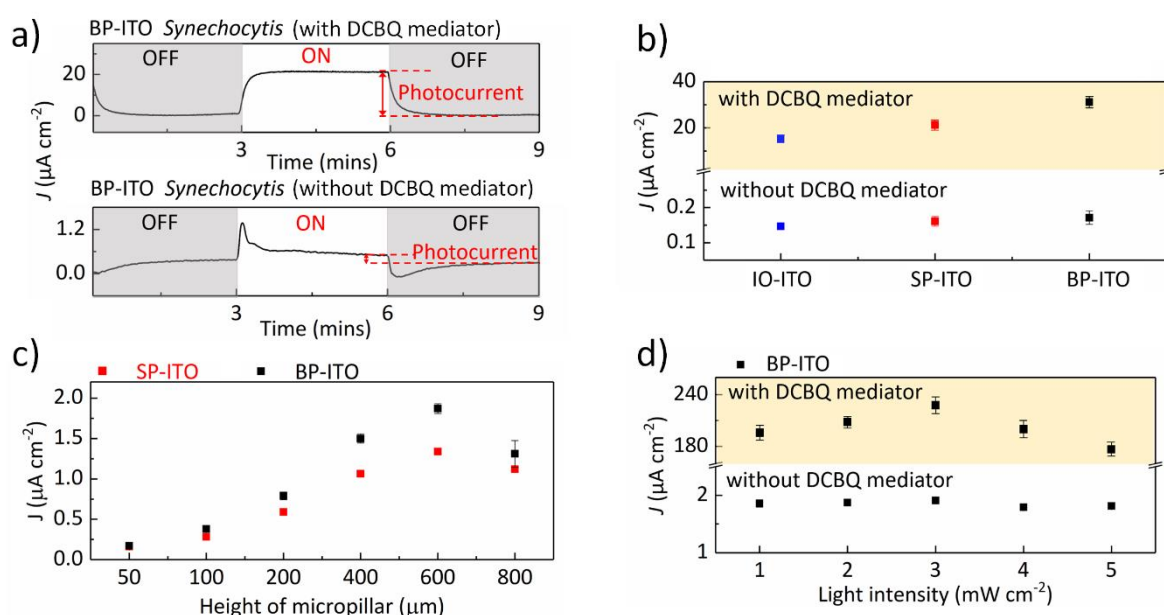 a)
BP-ITO Synechocytis (with DCBQ mediator)
OFF ON OFF
Photocurrent
20
0
3 6 9
Time (mins)
J (μA cm⁻²)
BP-ITO Synechocytis (without DCBQ mediator)
OFF ON OFF
Photocurrent
1.2
0.0
3 6 9
Time (mins)
b)
40
with DCBQ mediator
20
without DCBQ mediator
0.2
0.1
J (μA cm⁻²)
IO-ITO SP-ITO BP-ITO
c)
SP-ITO BP-ITO
2.0
1.5
1.0
0.5
0.0
J (μA cm⁻²)
50 100 200 400 600 800
Height of micropillar (μm)
d)
BP-ITO
240
with DCBQ mediator
180
without DCBQ mediator
2
1
J (μA cm⁻²)
1 2 3 4 5
Light intensity (mW cm⁻²)